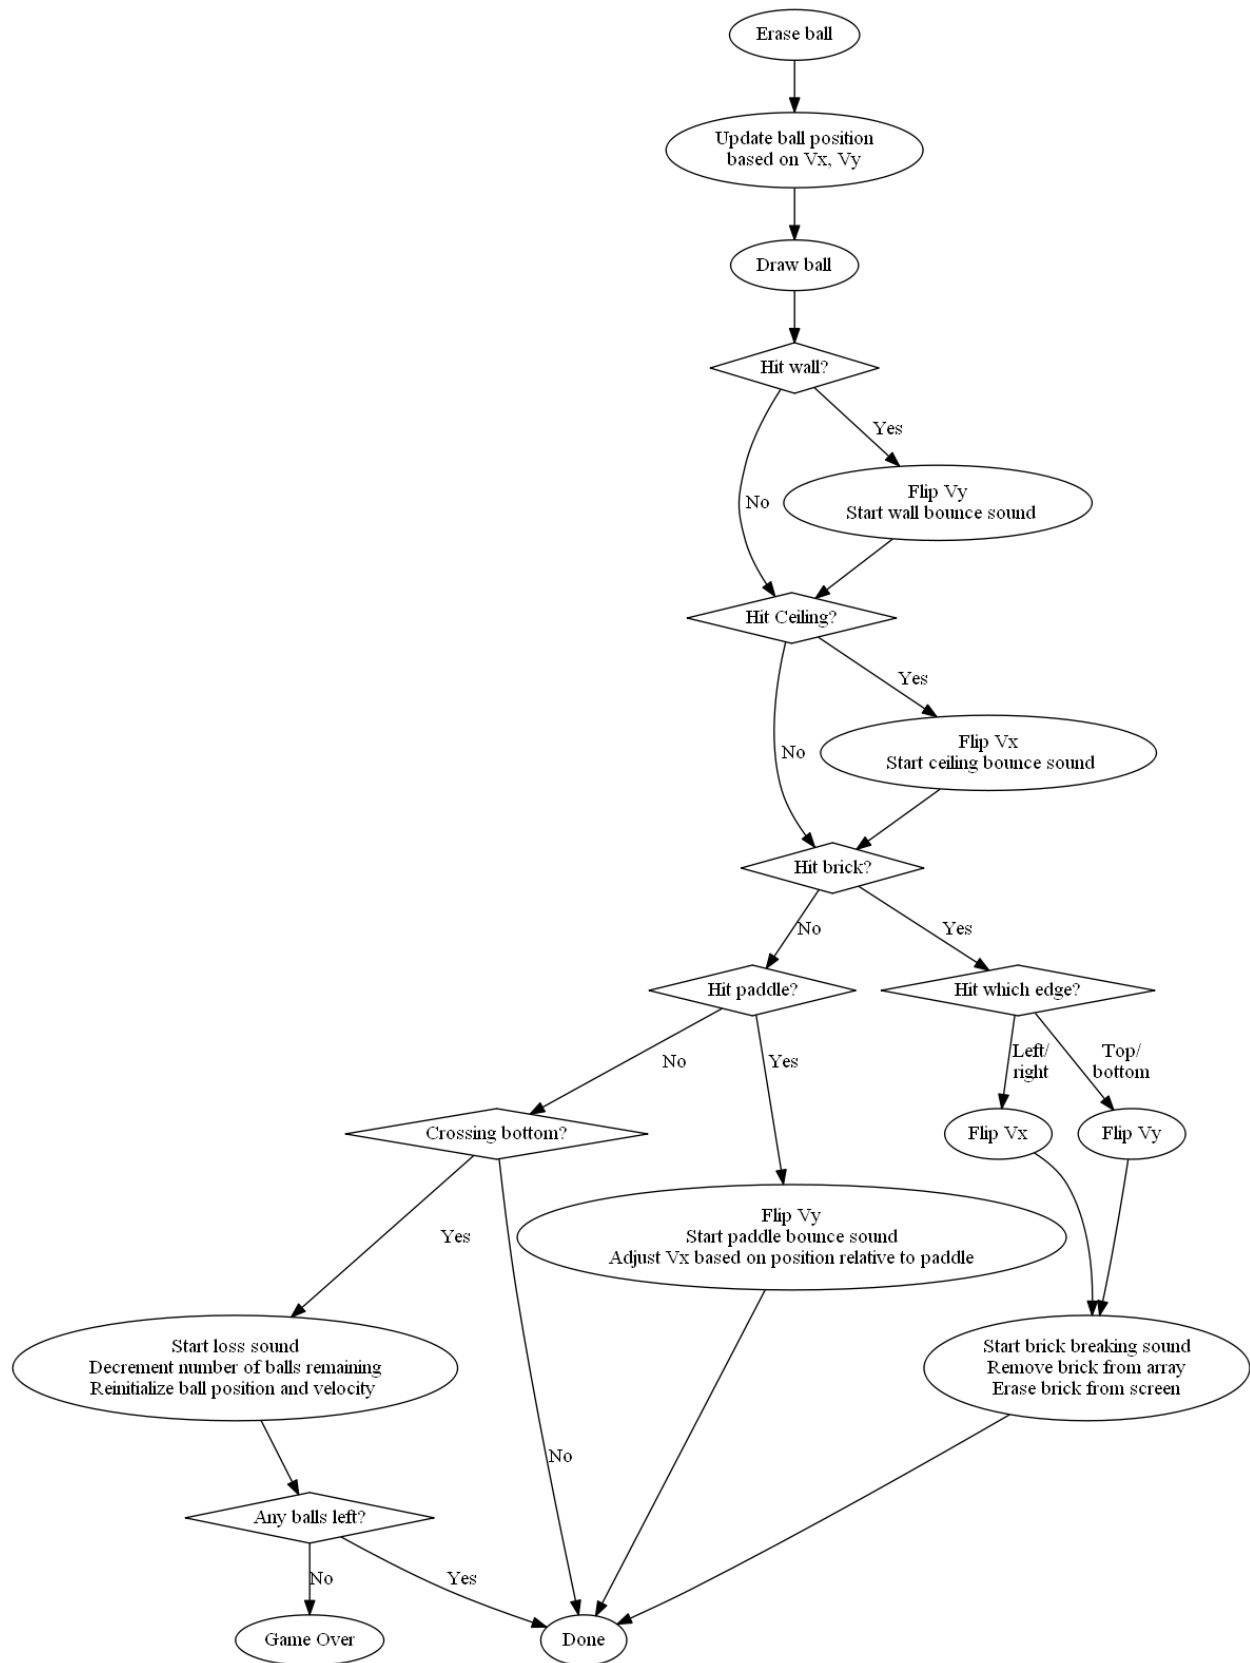 Erase ball
Update ball position
based on Vx, Vy
Draw ball
Hit wall?
Yes
No
Flip Vy
Start wall bounce sound
Hit Ceiling?
Yes
No
Flip Vx
Start ceiling bounce sound
Hit brick?
No
Yes
Hit paddle?
Hit which edge?
No
Yes
Left/
right
Top/
bottom
Crossing bottom?
Flip Vx
Flip Vy
Yes
Flip Vy
Start paddle bounce sound
Adjust Vx based on position relative to paddle
Start loss sound
Decrement number of balls remaining
Reinitialize ball position and velocity
Start brick breaking sound
Remove brick from array
Erase brick from screen
No
Any balls left?
No
Yes
Game Over
Done